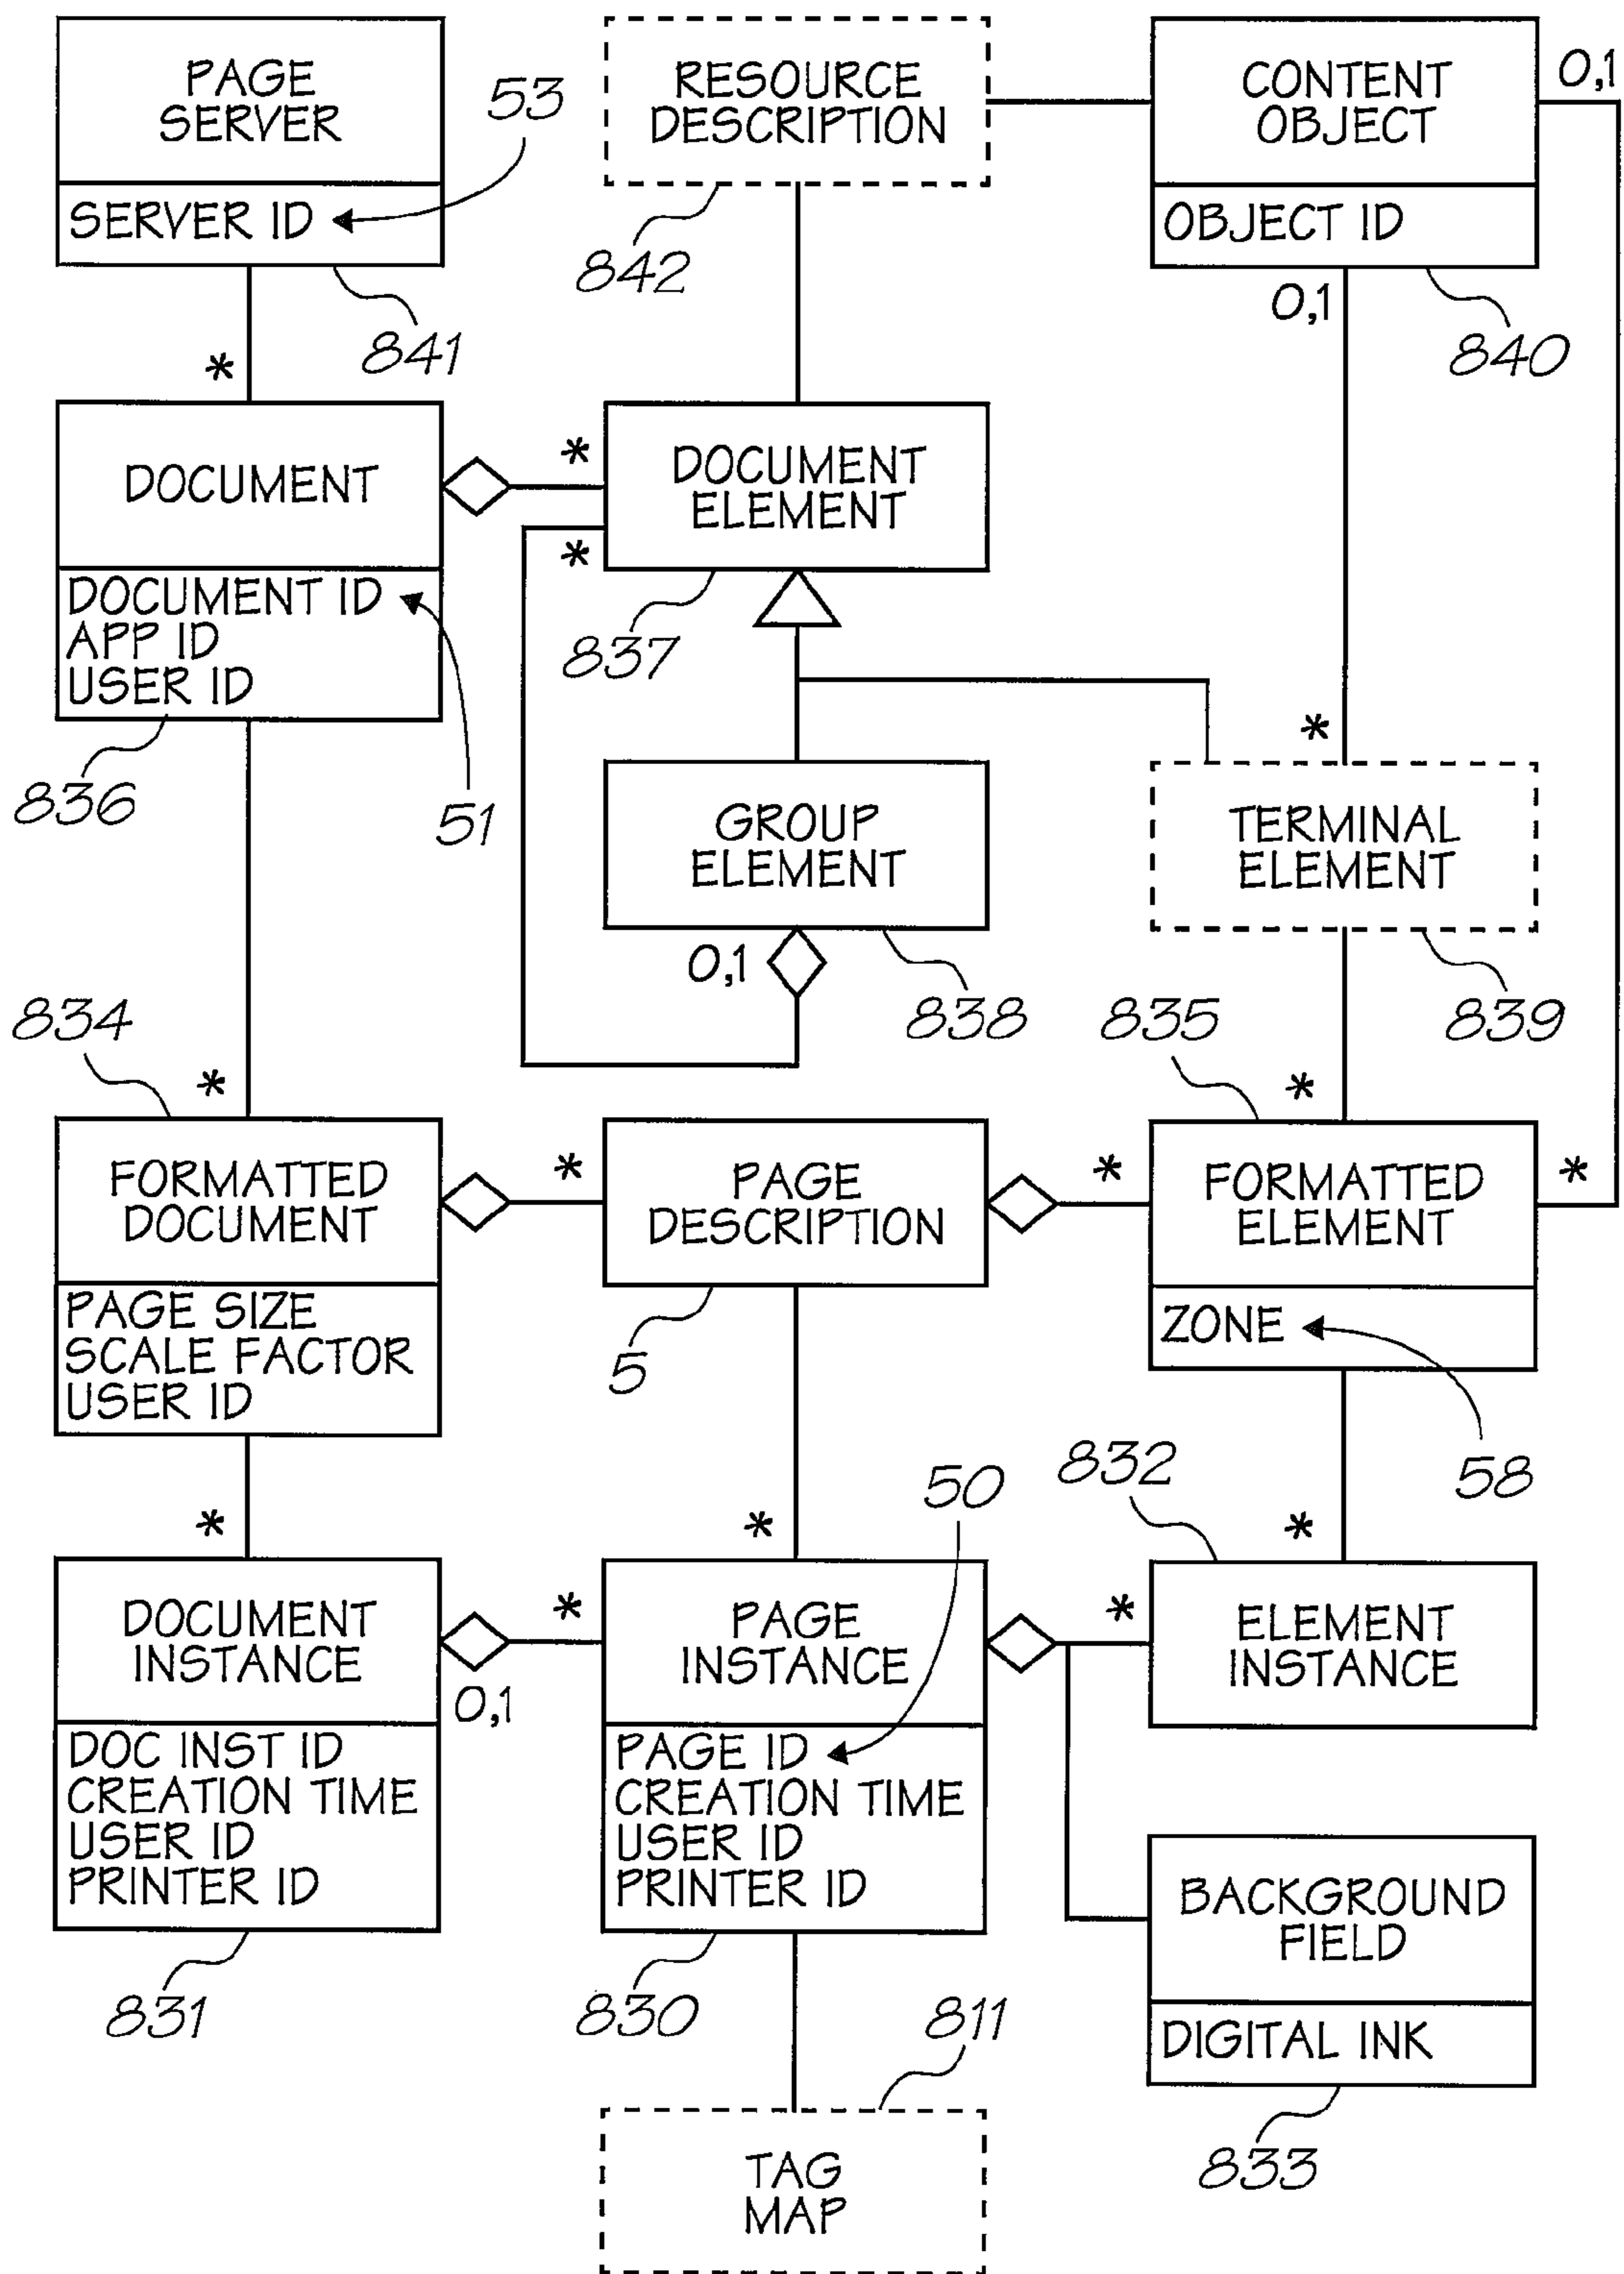 PAGE
SERVER
SERVER ID
53
841
RESOURCE
DESCRIPTION
842
CONTENT
OBJECT
OBJECT ID
0,1
0,1
840
*
DOCUMENT
DOCUMENT ID
APP ID
USER ID
836
51
*
*
DOCUMENT
ELEMENT
837
GROUP
ELEMENT
0,1
838
*
TERMINAL
ELEMENT
839
834
*
FORMATTED
DOCUMENT
PAGE SIZE
SCALE FACTOR
USER ID
*
PAGE
DESCRIPTION
5
835
*
*
*
FORMATTED
ELEMENT
ZONE
58
*
DOCUMENT
INSTANCE
0,1
DOC INST ID
CREATION TIME
USER ID
PRINTER ID
831
*
*
50
PAGE
INSTANCE
PAGE ID
CREATION TIME
USER ID
PRINTER ID
830
832
*
*
ELEMENT
INSTANCE
BACKGROUND
FIELD
DIGITAL INK
833
811
TAG
MAP